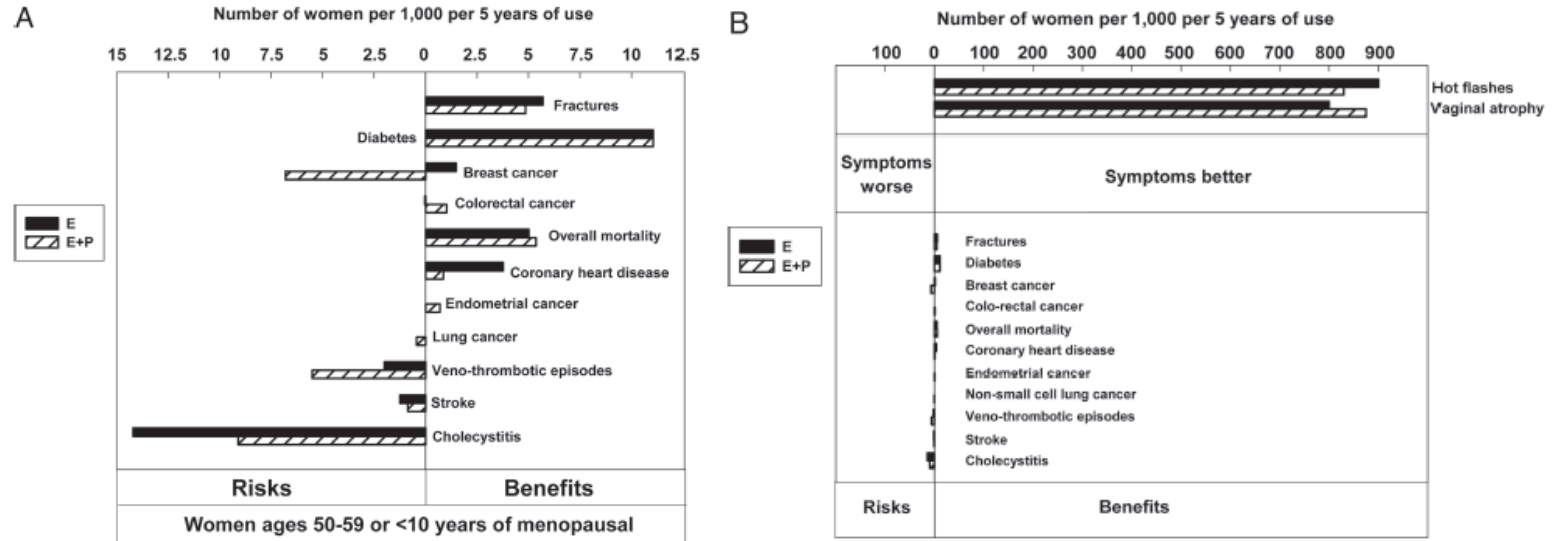 A
Number of women per 1,000 per 5 years of use
15 12.5 10 7.5 5 2.5 0 2.5 5 7.5 10 12.5
Fractures
Diabetes
Breast cancer
Colorectal cancer
E
E+P
Overall mortality
Coronary heart disease
Endometrial cancer
Lung cancer
Veno-thrombotic episodes
Stroke
Cholecystitis
Risks Benefits
Women ages 50-59 or <10 years of menopausal
B
Number of women per 1,000 per 5 years of use
100 0 100 200 300 400 500 600 700 800 900
Hot flashes
Vaginal atrophy
Symptoms
worse
Symptoms better
E
E+P
Fractures
Diabetes
Breast cancer
Colo-rectal cancer
Overall mortality
Coronary heart disease
Endometrial cancer
Non-small cell lung cancer
Veno-thrombotic episodes
Stroke
Cholecystitis
Risks Benefits